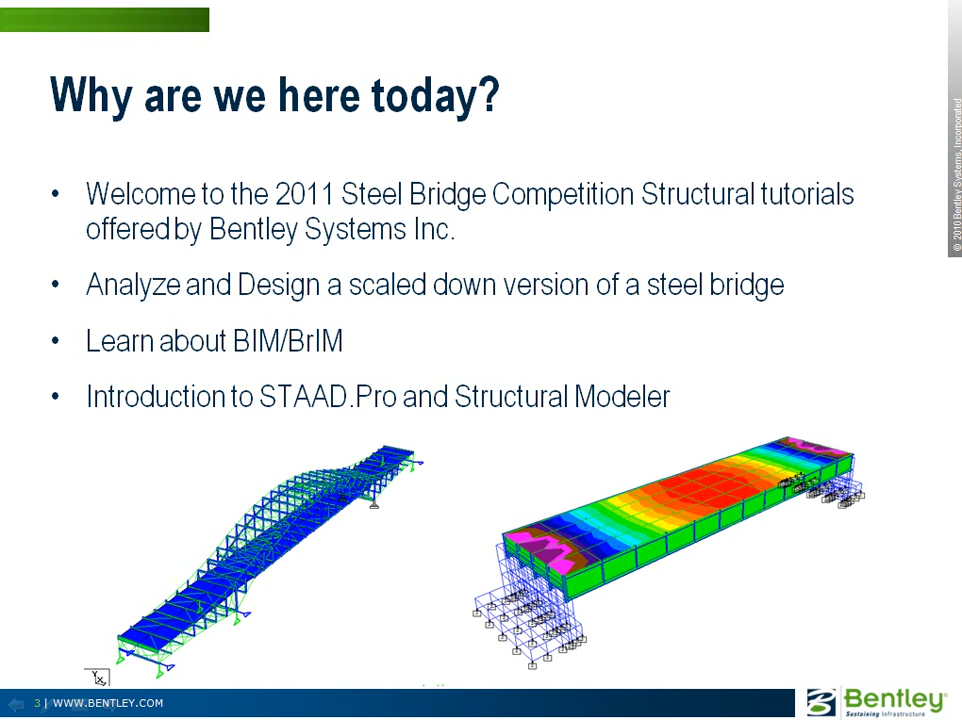 Why are we here today?
© 2010 Bentley Systems, Incorporated
• Welcome to the 2011 Steel Bridge Competition Structural tutorials
offered by Bentley Systems Inc.
• Analyze and Design a scaled down version of a steel bridge
• Learn about BIM/BrIM
• Introduction to STAAD.Pro and Structural Modeler
Y
X
3 | WWW.BENTLEY.COM
Bentley®
Sustaining Infrastructure